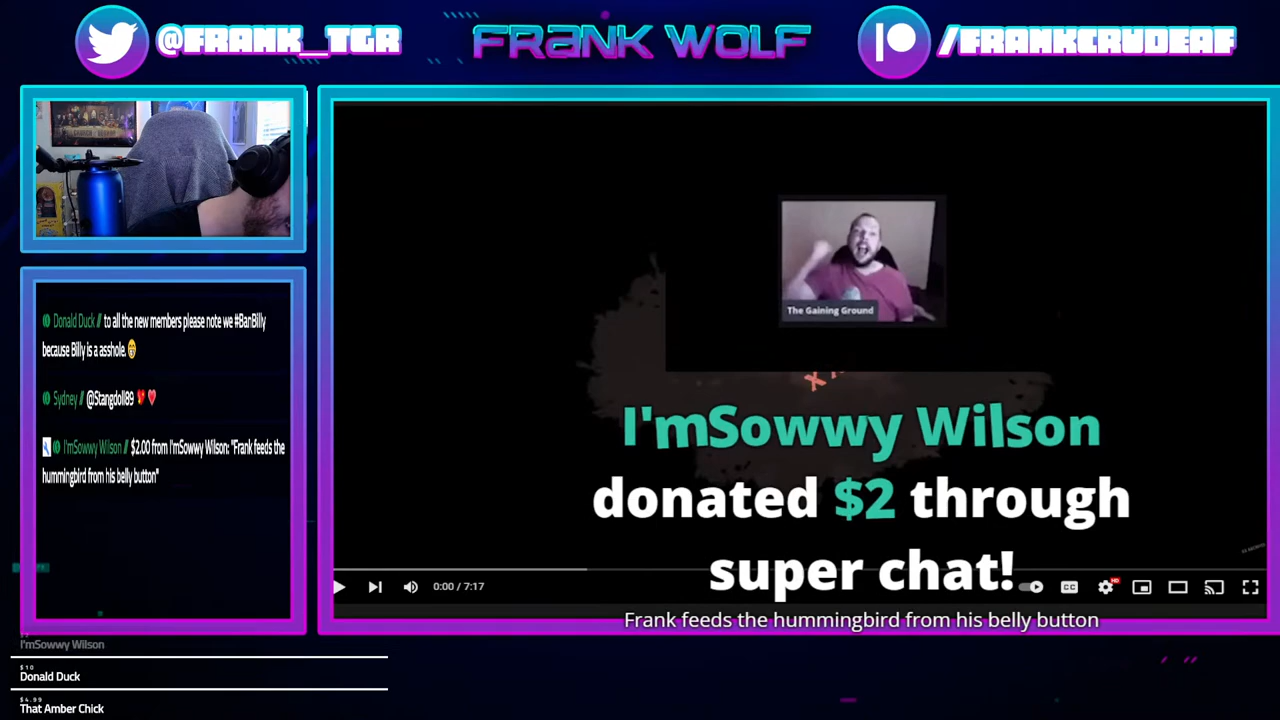 @FRANK_TGR
FRANK WOLF
/FRANKCRUDEAF
The Gaining Ground
Donald Duck // to all the new members please note we #BanBilly
because Billy is a asshole.😁
Sydney // @Stangdoll89 💔❤️
I'mSowwy Wilson // $2.00 from I'mSowwy Wilson: "Frank feeds the
hummingbird from his belly button"
I'mSowwy Wilson
donated $2 through
super chat!
0:00 / 7:17
CC
HD
Frank feeds the hummingbird from his belly button
I'mSowwy Wilson
$10
Donald Duck
$4.99
That Amber Chick